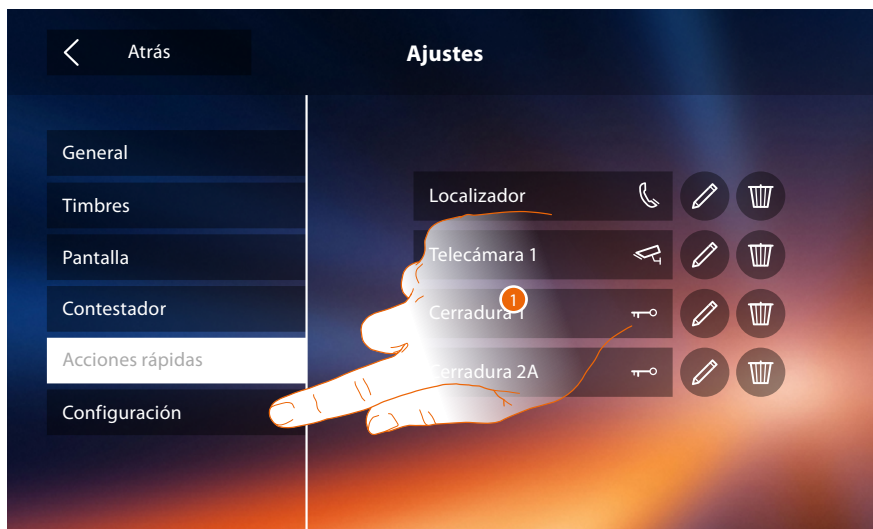 Atrás
Ajustes
General
Timbres
Pantalla
Contestador
Acciones rápidas
Configuración
Localizador
Telecámara 1
Cerradura 1
1
Cerradura 2A